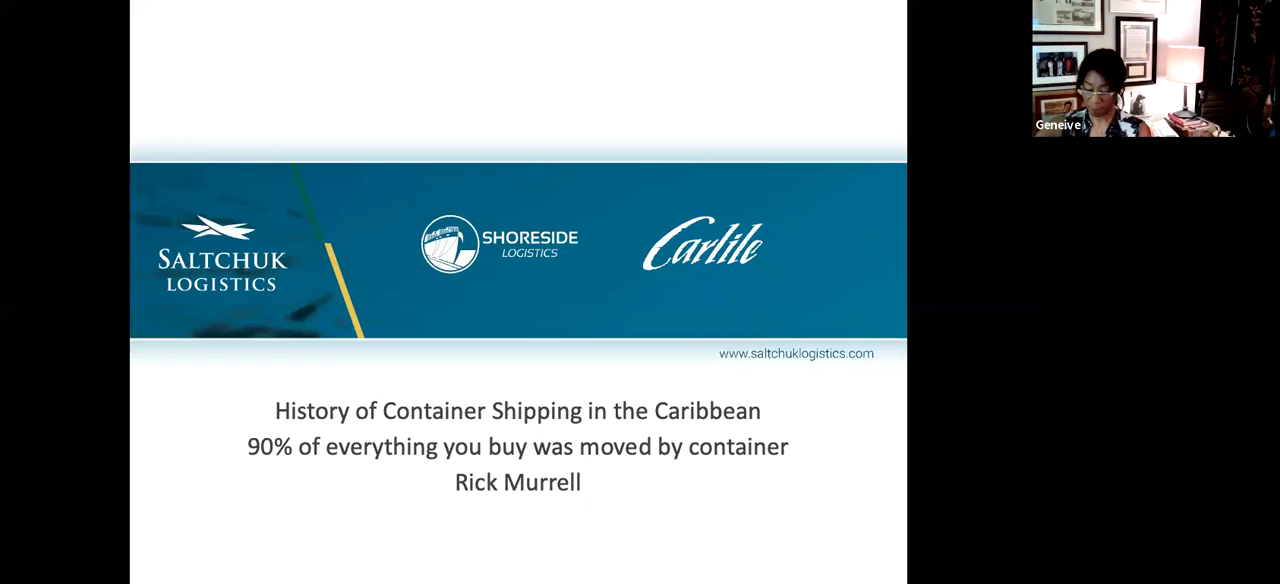 Geneive
SALTCHUK
LOGISTICS
SHORESIDE
LOGISTICS
Carlile
www.saltchuklogistics.com
History of Container Shipping in the Caribbean
90% of everything you buy was moved by container
Rick Murrell